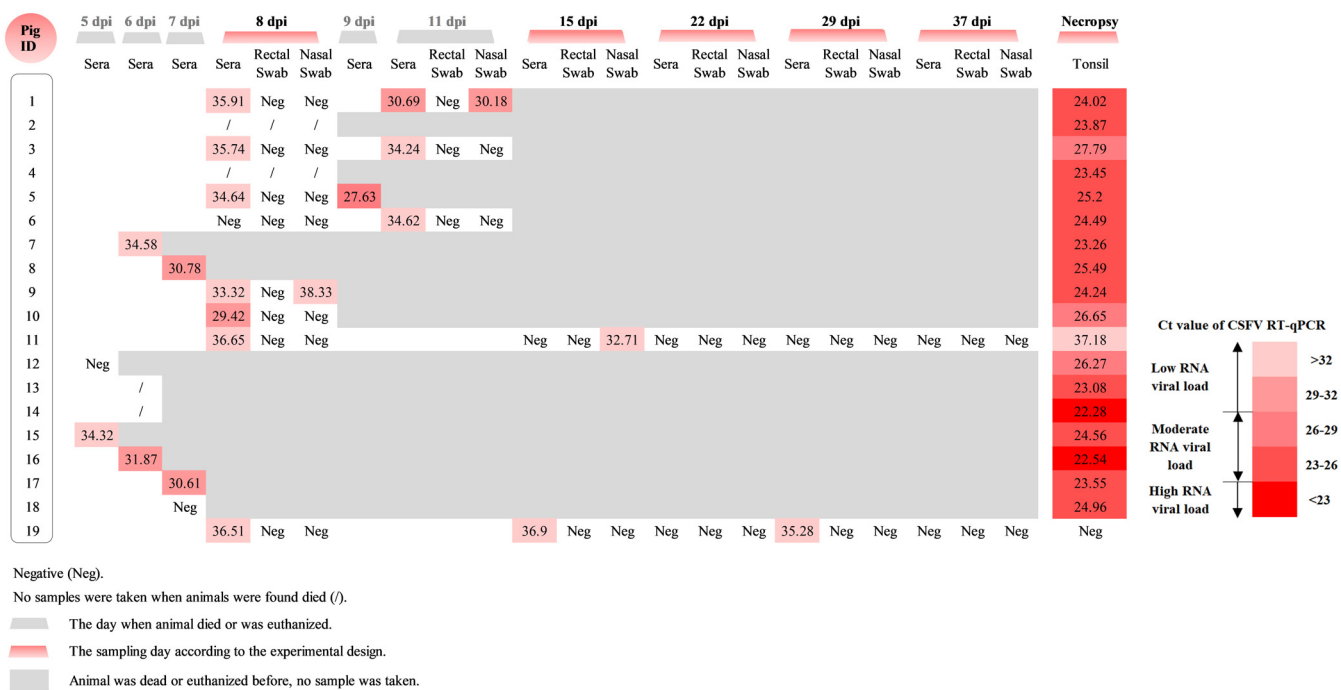 Pig ID
5 dpi 6 dpi 7 dpi 8 dpi 9 dpi 11 dpi 15 dpi 22 dpi 29 dpi 37 dpi Necropsy
Sera Sera Sera Sera Rectal Swab Nasal Swab Sera Sera Rectal Swab Nasal Swab Sera Rectal Swab Nasal Swab Sera Rectal Swab Nasal Swab Sera Rectal Swab Nasal Swab Sera Rectal Swab Nasal Swab Tonsil
1 35.91 Neg Neg 30.69 Neg 30.18 24.02
2 / / / 23.87
3 35.74 Neg Neg 34.24 Neg Neg 27.79
4 / / / 23.45
5 34.64 Neg Neg 27.63 25.2
6 Neg Neg Neg 34.62 Neg Neg 24.49
7 34.58 23.26
8 30.78 25.49
9 33.32 Neg 38.33 24.24
10 29.42 Neg Neg 26.65
11 36.65 Neg Neg Neg Neg 32.71 Neg Neg Neg Neg Neg Neg Neg Neg Neg 37.18
12 Neg 26.27
13 / 23.08
14 / 22.28
15 34.32 24.56
16 31.87 22.54
17 30.61 23.55
18 Neg 24.96
19 36.51 Neg Neg 36.9 Neg Neg Neg Neg Neg 35.28 Neg Neg Neg Neg Neg Neg
Ct value of CSFV RT-qPCR
Low RNA viral load
>32
29-32
Moderate RNA viral load
26-29
23-26
High RNA viral load
<23
Negative (Neg).
No samples were taken when animals were found died (/).
The day when animal died or was euthanized.
The sampling day according to the experimental design.
Animal was dead or euthanized before, no sample was taken.